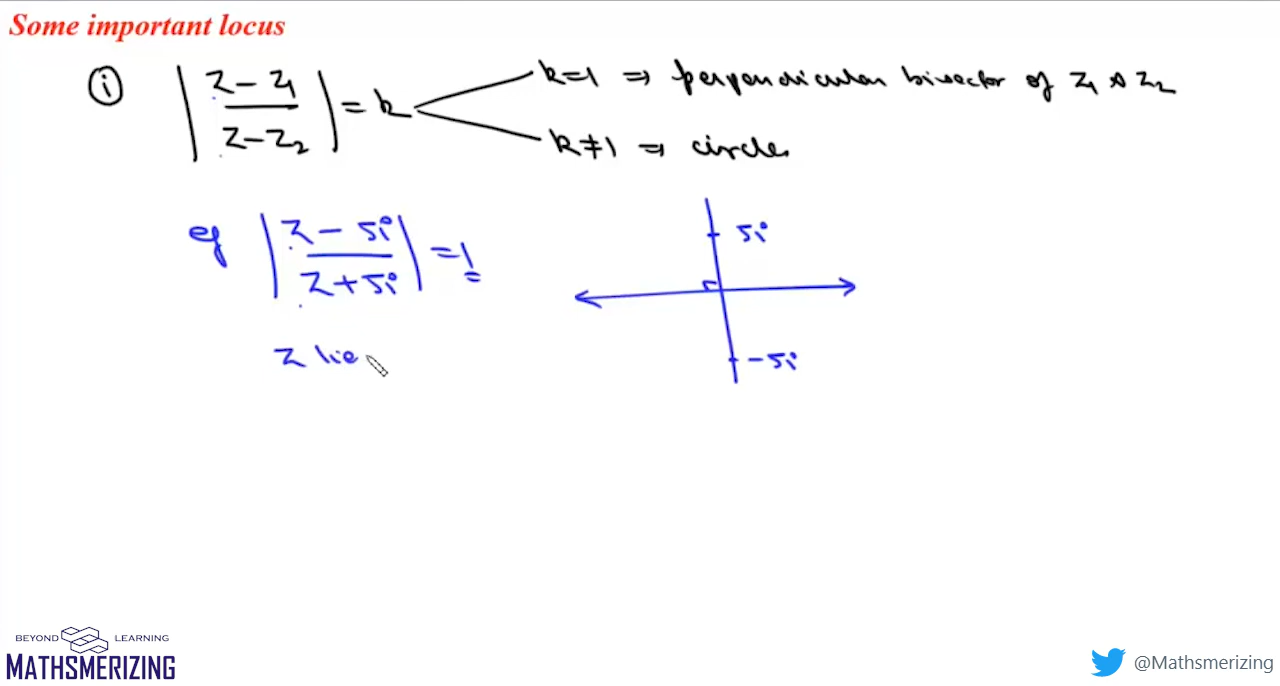 Some important locus
① |z - z₁ / z - z₂| = k
k=1 ⇒ perpendicular bisector of z₁ & z₂
k≠1 ⇒ circle
eg |z - 5i / z + 5i| = 1
5i
z lie
-5i
BEYOND LEARNING
MATHSMERIZING
@Mathsmerizing